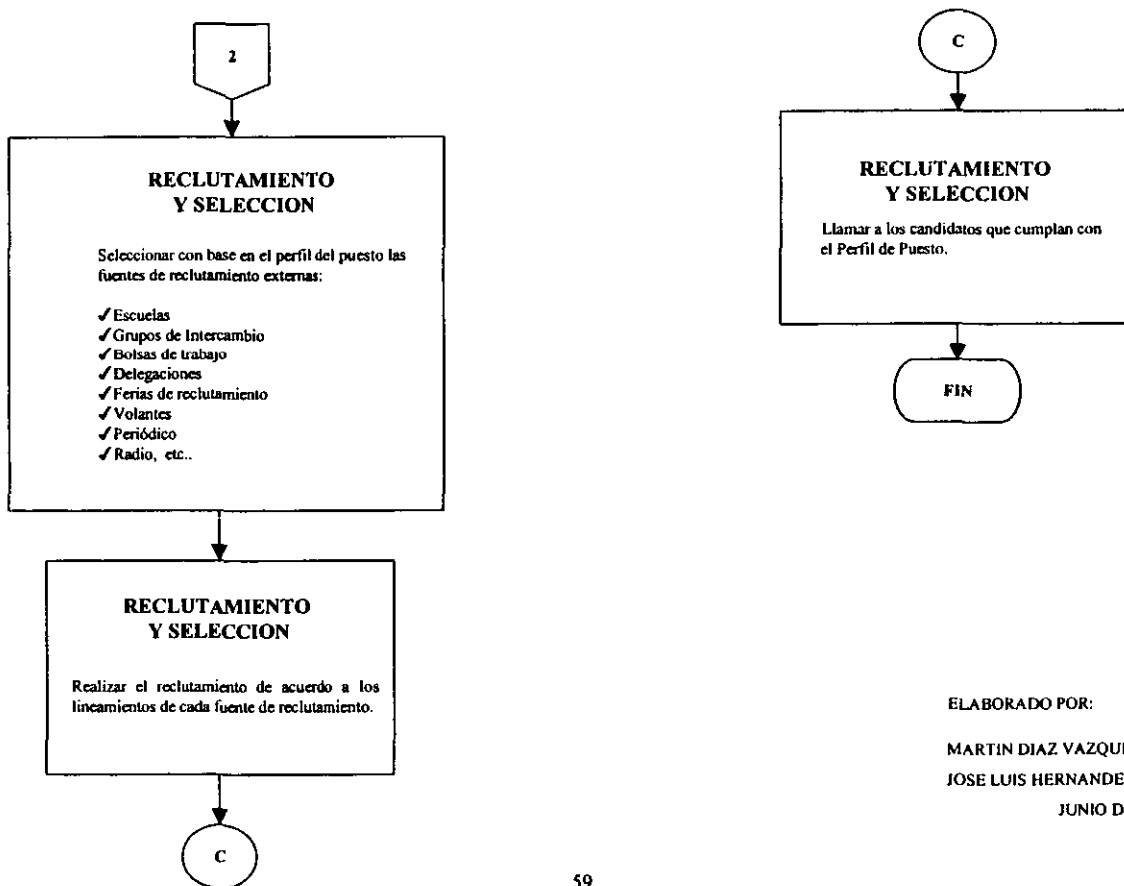 2
RECLUTAMIENTO
Y SELECCION
Seleccionar con base en el perfil del puesto las
fuentes de reclutamiento externas:
✓Escuelas
✓Grupos de Intercambio
✓Bolsas de trabajo
✓Delegaciones
✓Ferias de reclutamiento
✓Volantes
✓Periódico
✓Radio, etc..
RECLUTAMIENTO
Y SELECCION
Realizar el reclutamiento de acuerdo a los
lineamientos de cada fuente de reclutamiento.
C
C
RECLUTAMIENTO
Y SELECCION
Llamar a los candidatos que cumplan con
el Perfil de Puesto.
FIN
ELABORADO POR:
MARTIN DIAZ
JOSE LUIS
JUNIO
59